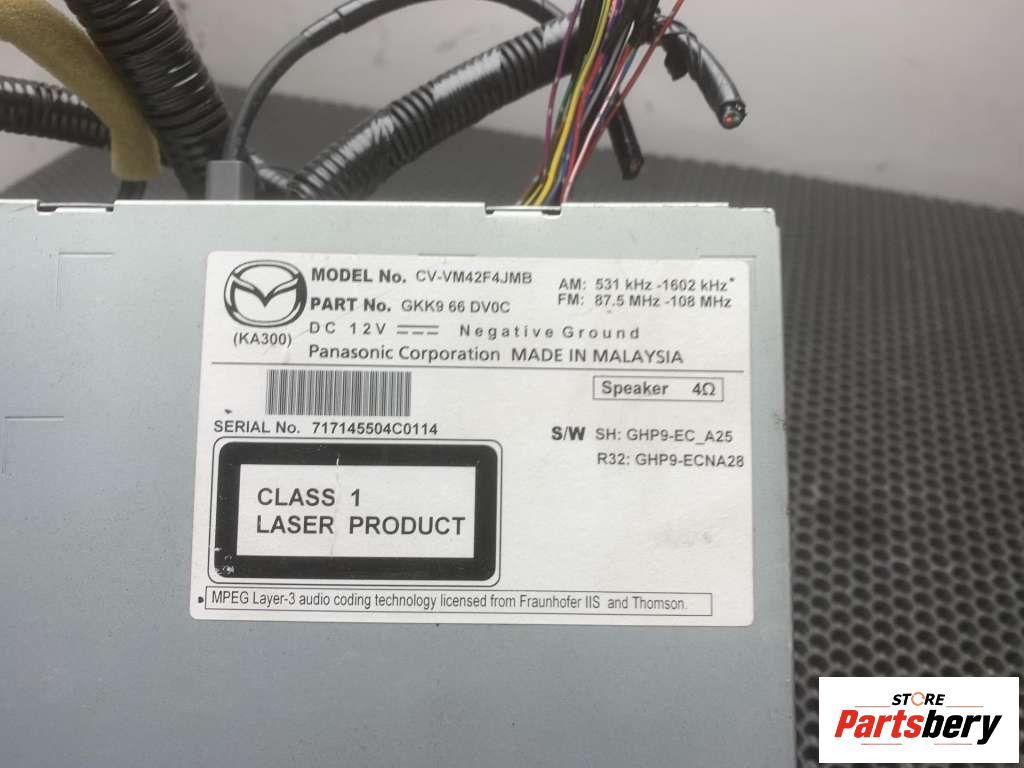 MODEL No. CV-VM42F4JMB
PART No. GKK9 66 DV0C
AM: 531 kHz -1602 kHz*
FM: 87.5 MHz -108 MHz
(KA300)
DC 12V Negative Ground
Panasonic Corporation MADE IN MALAYSIA
Speaker 4Ω
SERIAL No. 717145504C0114
S/W SH: GHP9-EC_A25
R32: GHP9-ECNA28
CLASS 1
LASER PRODUCT
MPEG Layer-3 audio coding technology licensed from Fraunhofer IIS and Thomson.
STORE
Partsbery